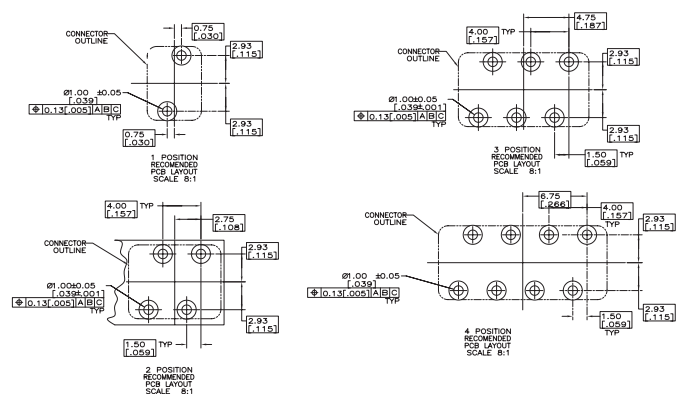 0.75
[.030]
CONNECTOR
OUTLINE
2.93
[.115]
Ø1.00 ±0.05
[.039]
⌖ 0.13[.005] A B C
TYP
2.93
[.115]
0.75
[.030]
1 POSITION
RECOMENDED
PCB LAYOUT
SCALE 8:1
4.75
[.187]
4.00 TYP
[.157]
CONNECTOR
OUTLINE
2.93
[.115]
Ø1.00±0.05
[.039±.001]
⌖ 0.13[.005] A B C
TYP
2.93
[.115]
1.50 TYP
[.059]
3 POSITION
RECOMMENDED
PCB LAYOUT
SCALE 8:1
4.00 TYP
[.157]
2.75
[.108]
CONNECTOR
OUTLINE
2.93
[.115]
Ø1.00±0.05
[.039±.001]
⌖ 0.13[.005] A B C
TYP
2.93
[.115]
1.50 TYP
[.059]
2 POSITION
RECOMMENDED
PCB LAYOUT
SCALE 8:1
6.75
[.266]
4.00
[.157]
TYP
CONNECTOR
OUTLINE
2.93
[.115]
Ø1.00 ±0.05
[.039]
⌖ 0.13[.005] A B C
TYP
2.93
[.115]
1.50
[.059]
TYP
4 POSITION
RECOMENDED
PCB LAYOUT
SCALE 8:1